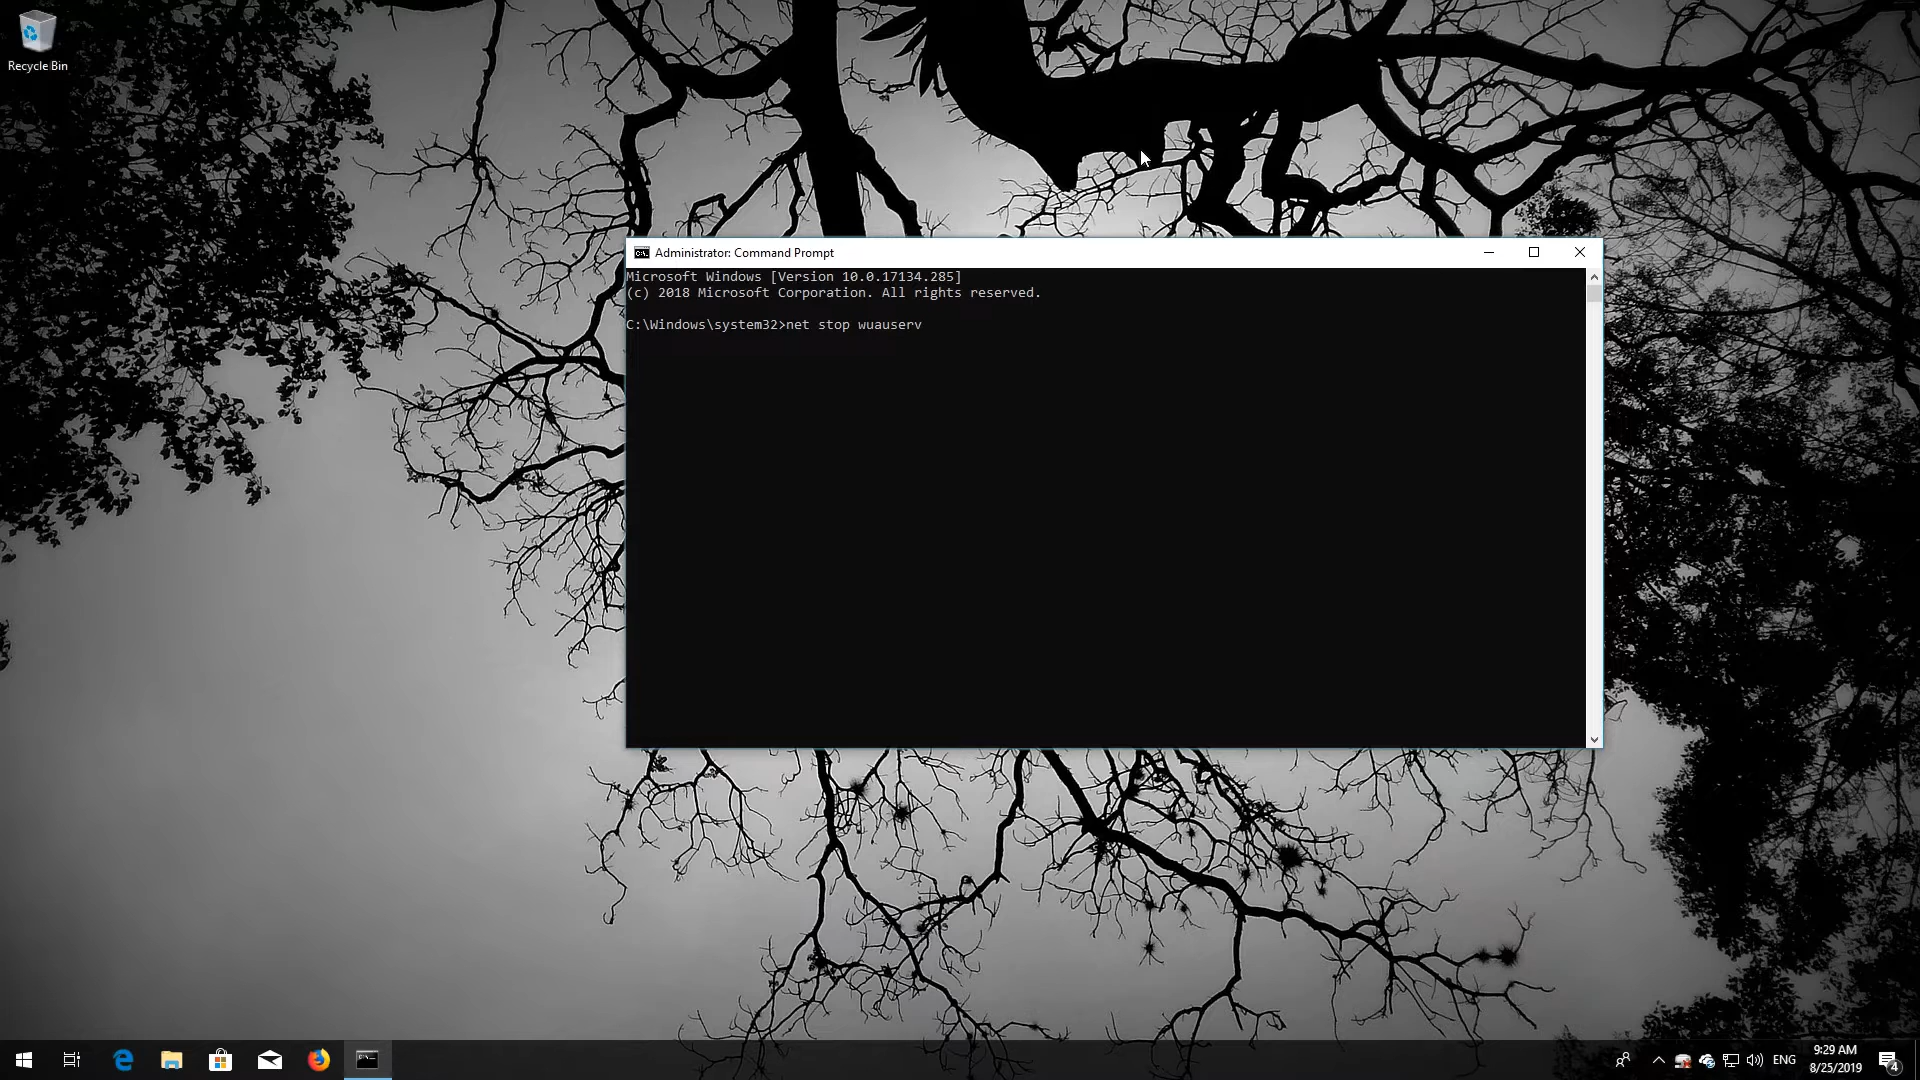 Recycle Bin
Administrator: Command Prompt
Microsoft Windows [Version 10.0.17134.285]
(c) 2018 Microsoft Corporation. All rights reserved.
C:\Windows\system32>net stop wuauserv
ENG
9:29 AM
8/25/2019
4